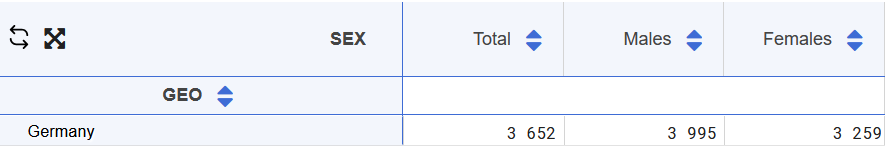 SEX Total Males Females
GEO
Germany 3 652 3 995 3 259